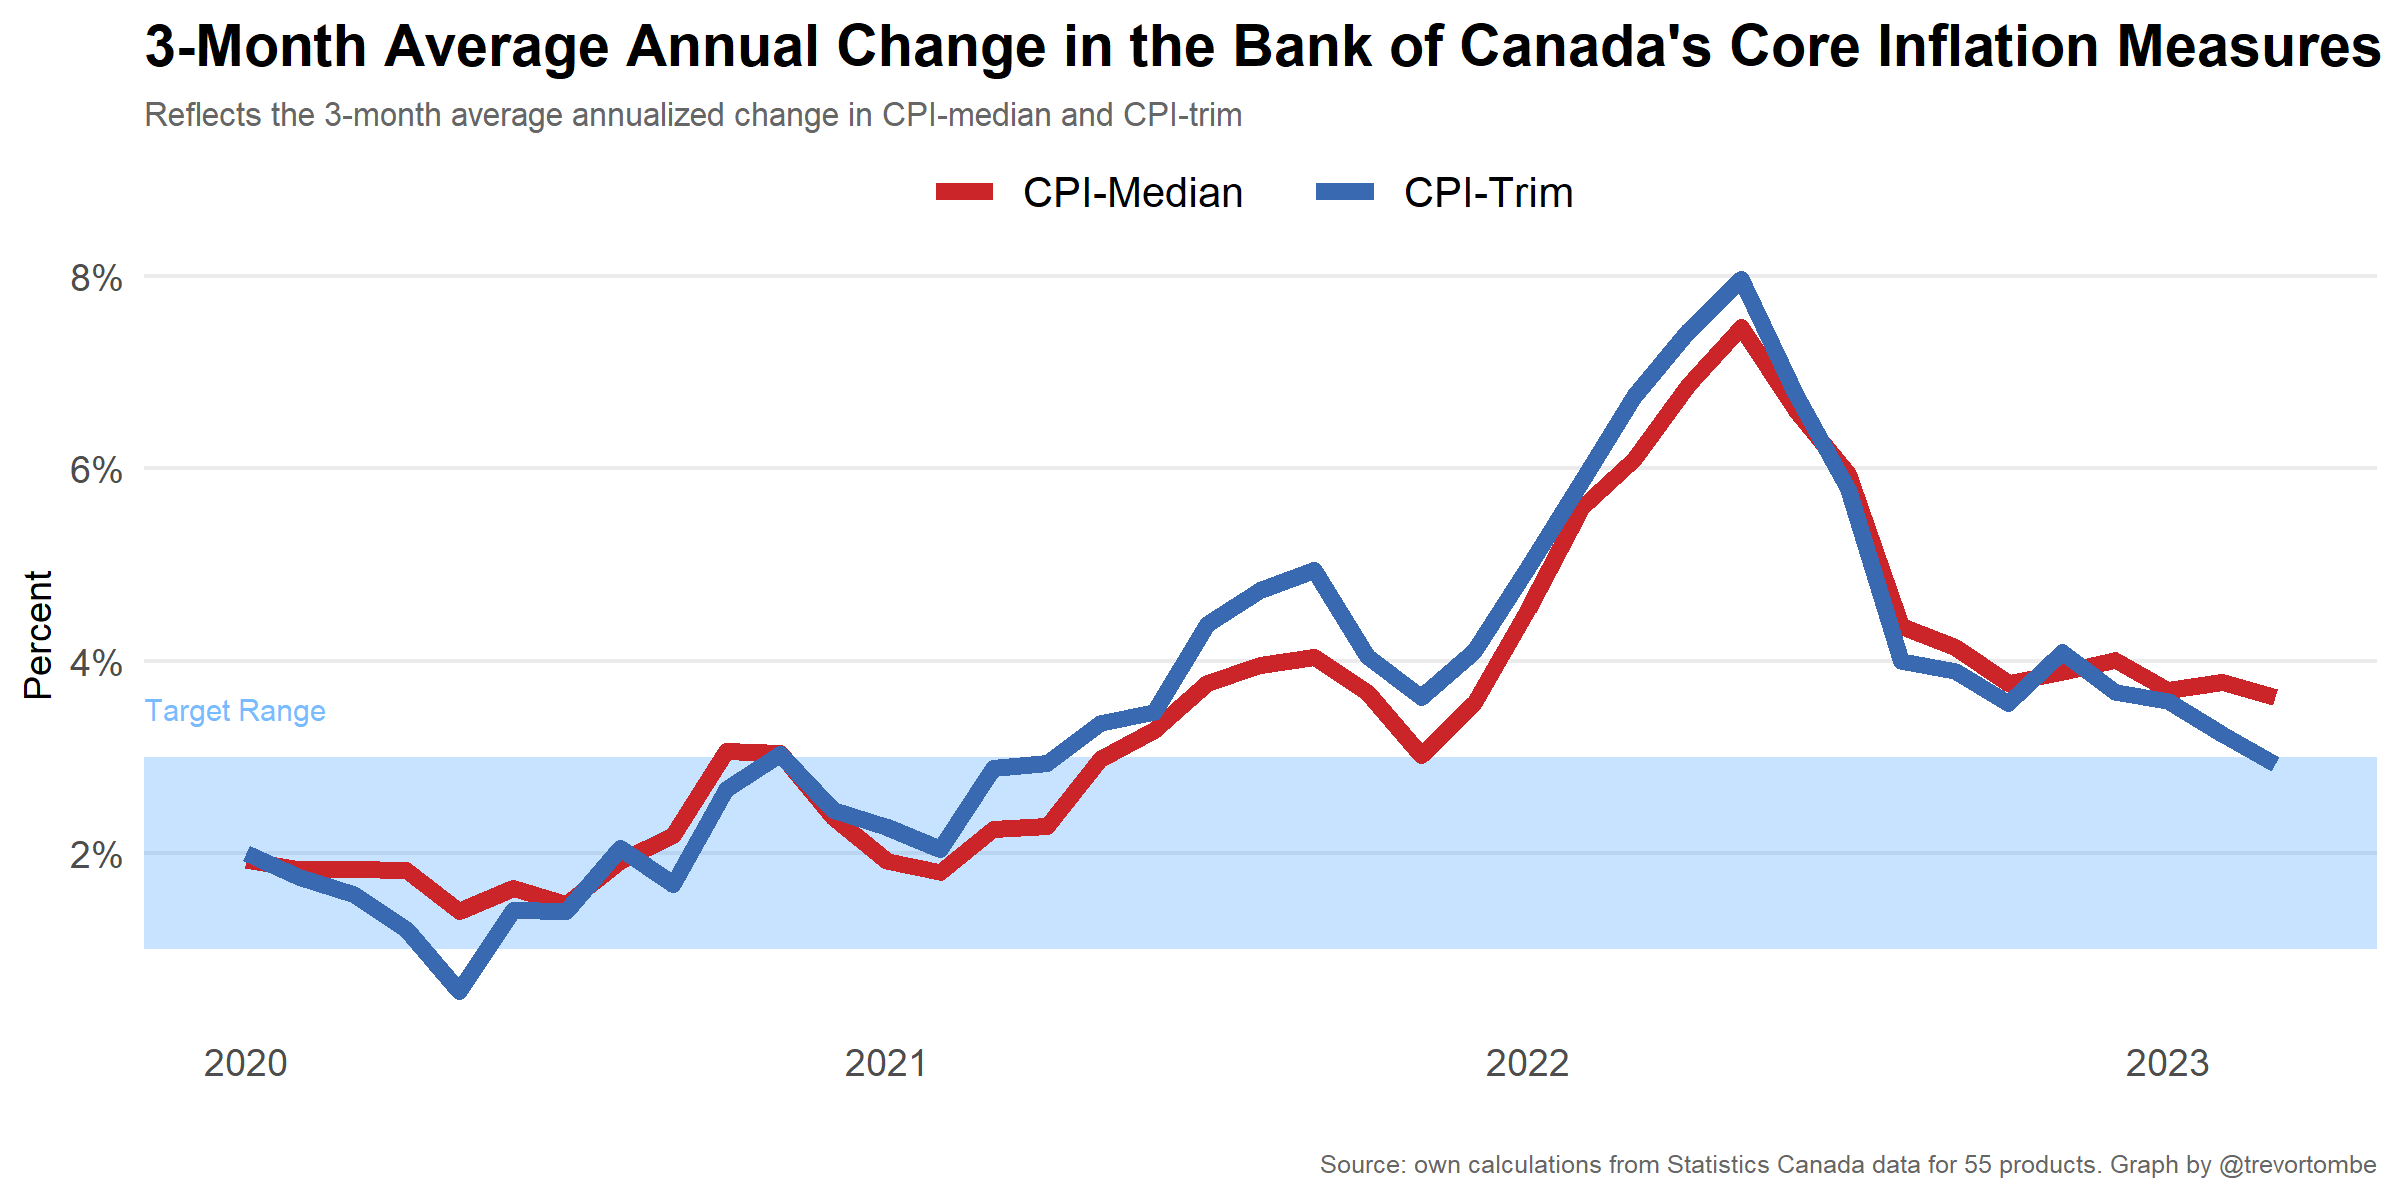 3-Month Average Annual Change in the Bank of Canada's Core Inflation Measures
Reflects the 3-month average annualized change in CPI-median and CPI-trim
CPI-Median
CPI-Trim
8%
6%
4%
2%
Percent
Target Range
2020
2021
2022
2023
Source: own calculations from Statistics Canada data for 55 products. Graph by @trevortombe